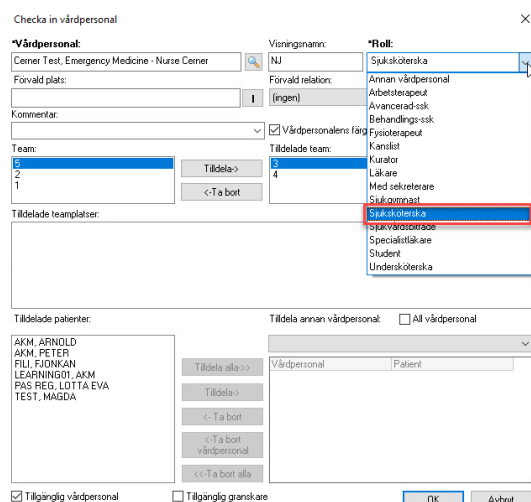 Checka in vårdpersonal
*Vårdpersonal:
Visningsnamn:
*Roll:
Cerner Test, Emergency Medicine - Nurse Cerner
NJ
Sjuksköterska
Förvald plats:
Förvald relation:
(ingen)
Annan vårdpersonal
Arbetsterapeut
Avancerad-ssk
Behandlings-ssk
Fysioterapeut
Kanslist
Kurator
Läkare
Med sekreterare
Sjukgymnast
Sjuksköterska
Sjukvårdsbiträde
Specialistläkare
Student
Undersköterska
Kommentar:
Vårdpersonalens färg
Team:
Tilldelade team:
5
2
1
Tilldela->
<-Ta bort
3
4
Tilldelade teamplatser:
Tilldelade patienter:
Tilldela annan vårdpersonal:
All vårdpersonal
AKM, ARNOLD
AKM, PETER
FILI, FJONKAN
LEARNING01, AKM
PAS REG, LOTTA EVA
TEST, MAGDA
Tilldela alla->>
Tilldela->
<- Ta bort
<-Ta bort
vårdpersonal
<<-Ta bort alla
Vårdpersonal
Patient
Tillgänglig vårdpersonal
Tillgänglig granskare
OK
Avbryt